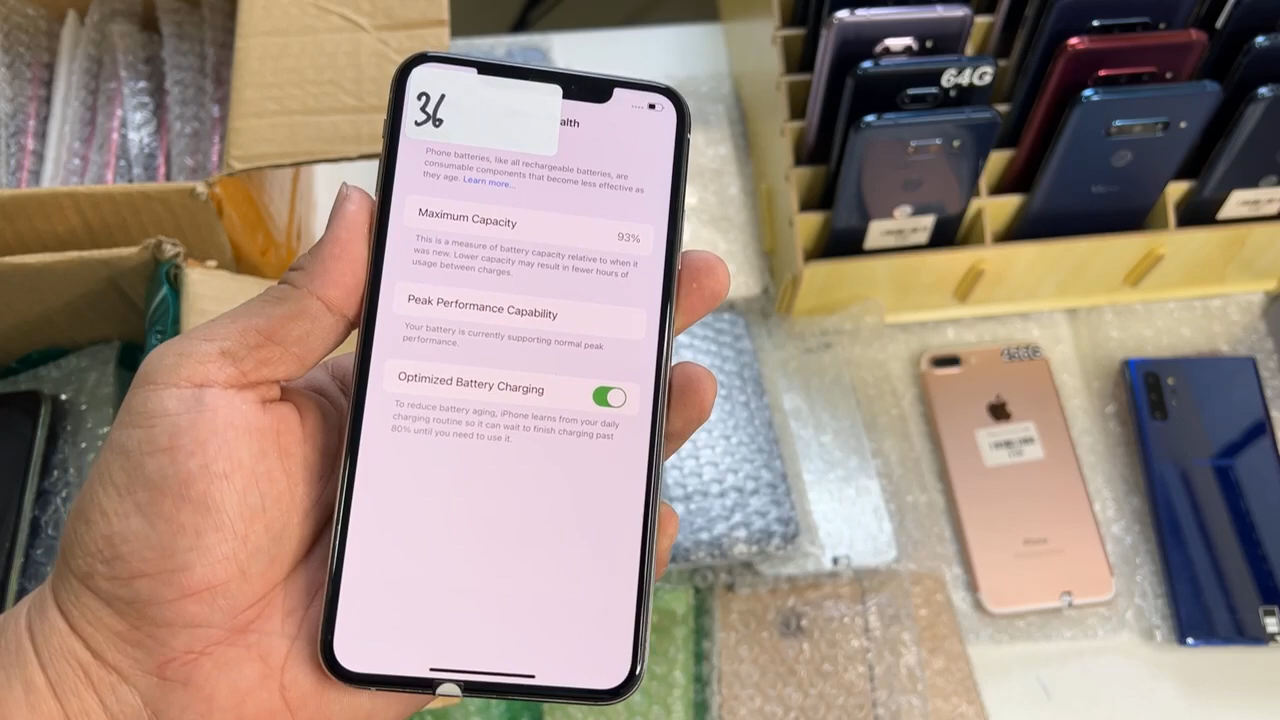 36
alth
Phone batteries, like all rechargeable batteries, are
consumable components that become less effective as
they age. Learn more...
Maximum Capacity
93%
This is a measure of battery capacity relative to when it
was new. Lower capacity may result in fewer hours of
usage between charges.
Peak Performance Capability
Your battery is currently supporting normal peak
performance.
Optimized Battery Charging
To reduce battery aging, iPhone learns from your daily
charging routine so it can wait to finish charging past
80% until you need to use it.
64G